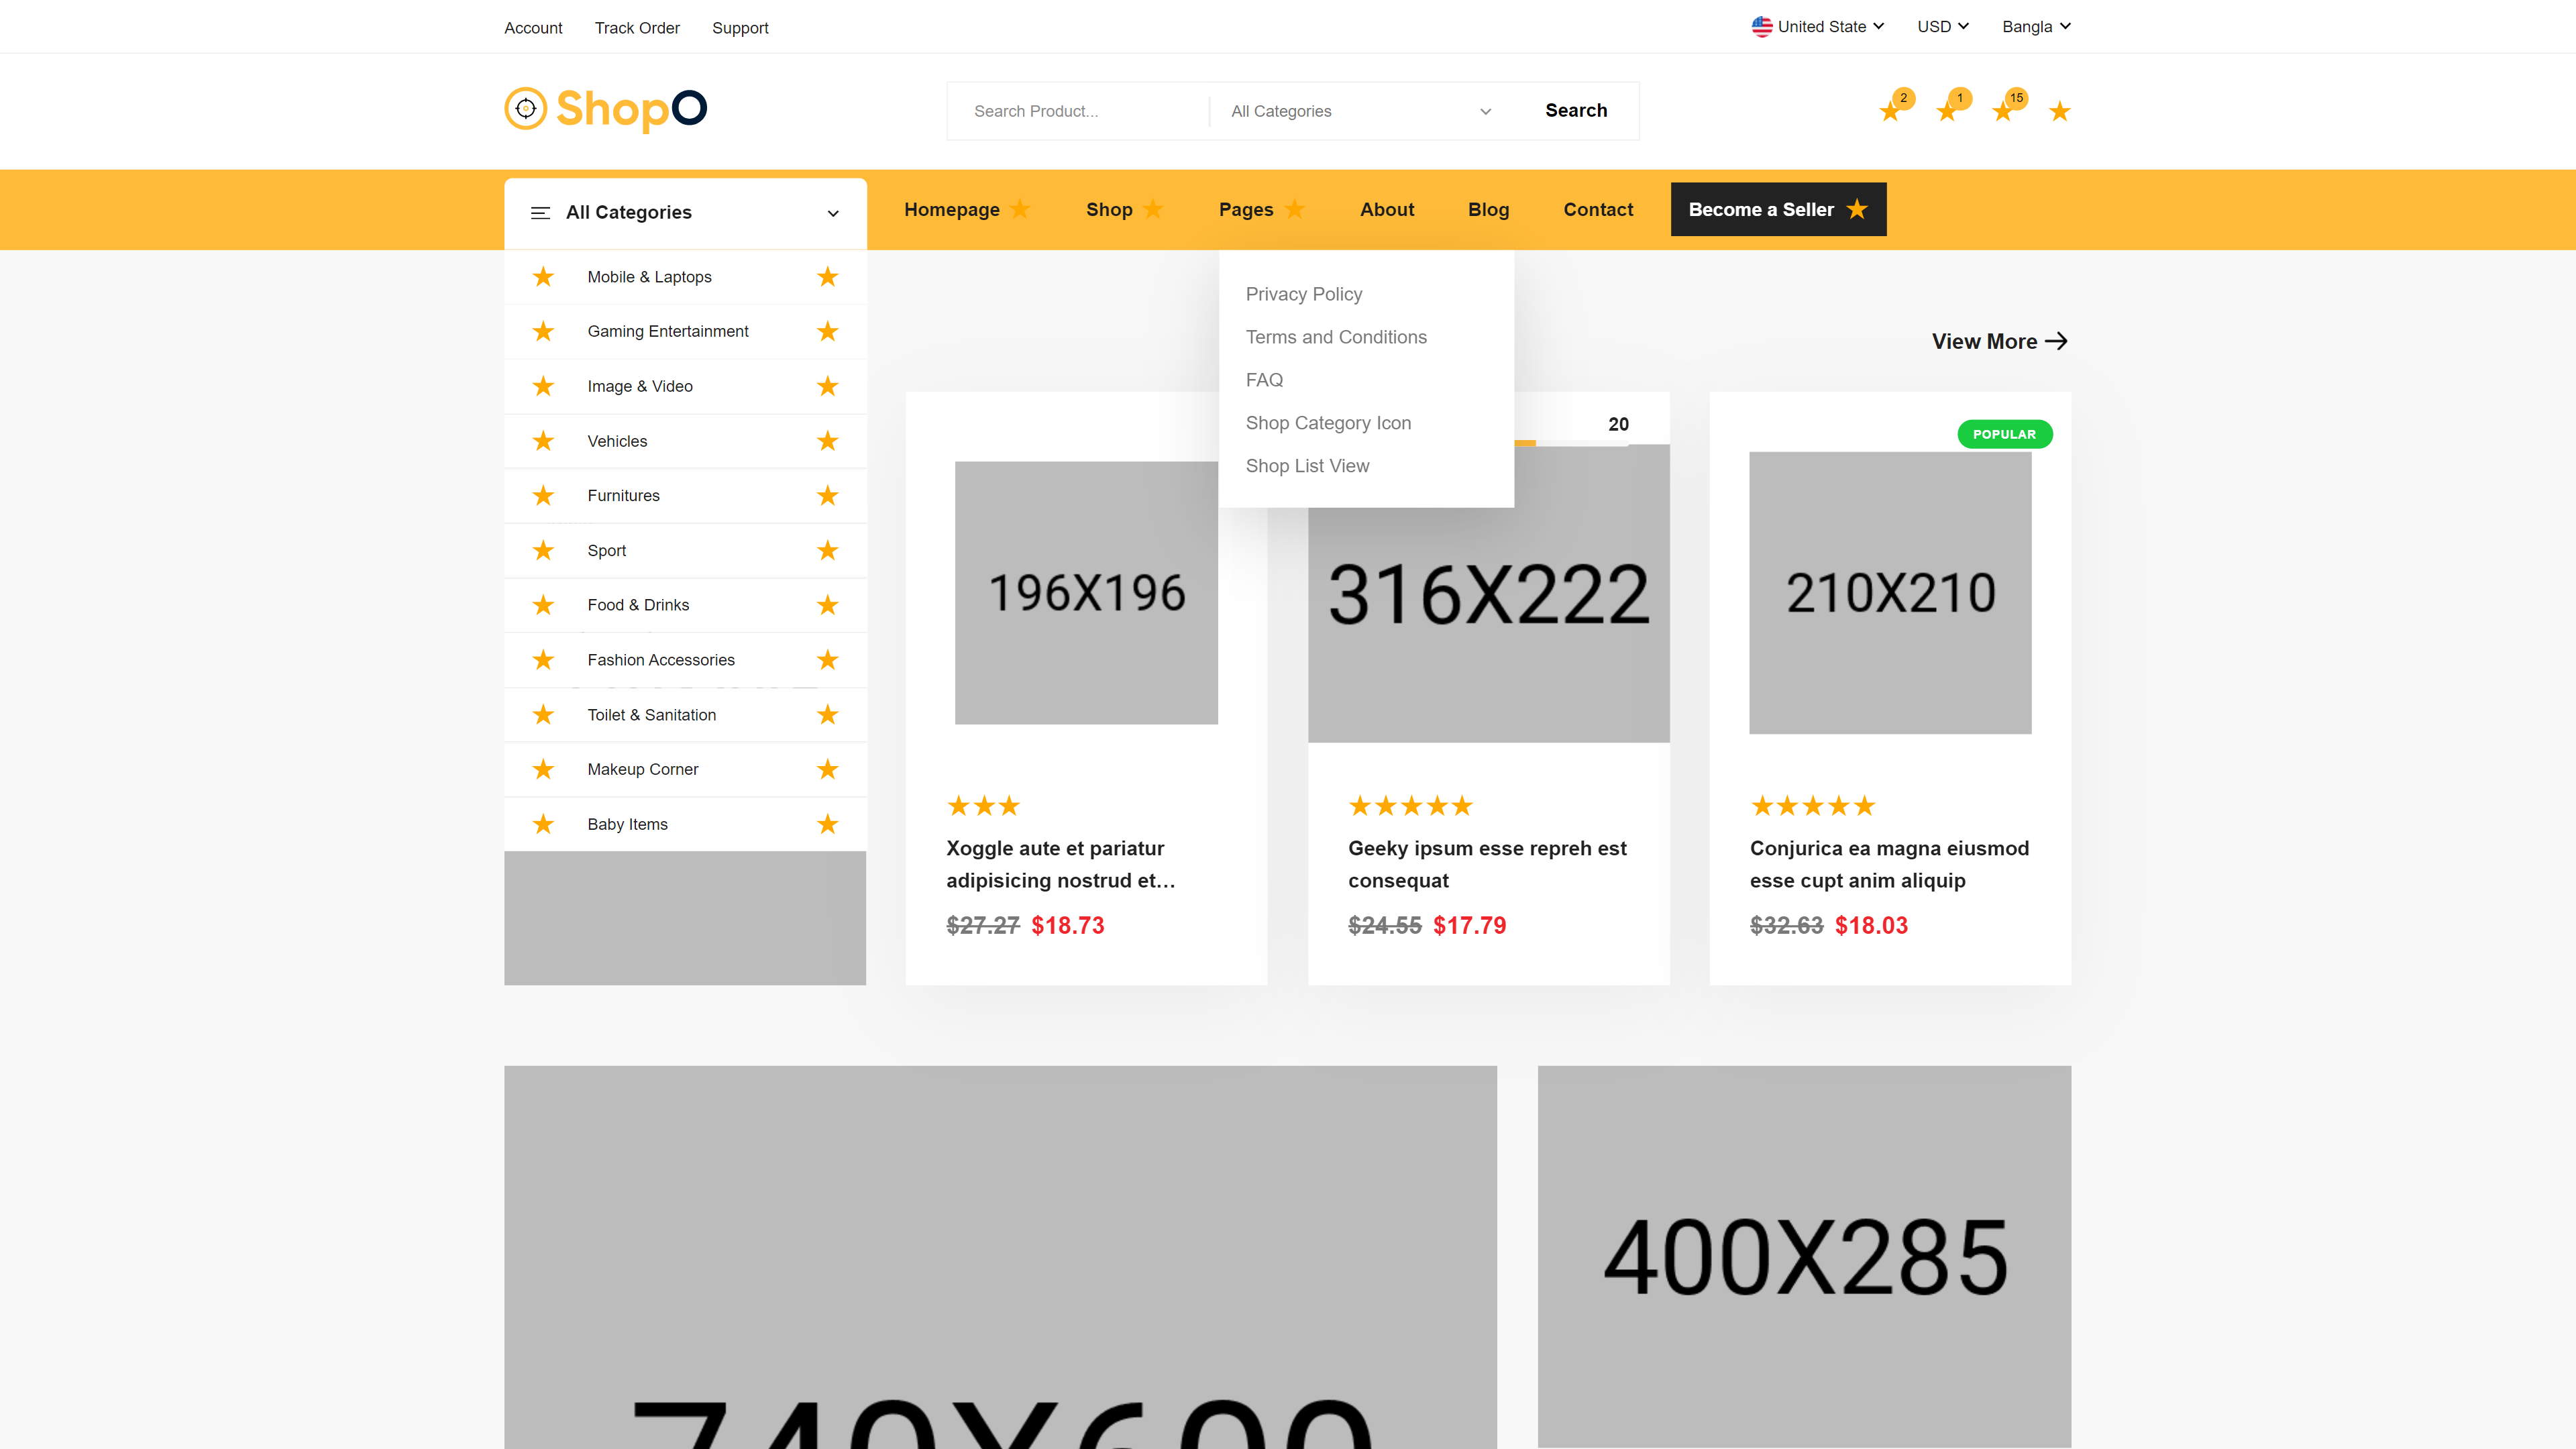 Account
Track Order
Support
United State
USD
Bangla
ShopO
Search Product...
All Categories
Search
2
1
15
All Categories
Homepage
Shop
Pages
About
Blog
Contact
Become a Seller
Mobile & Laptops
Gaming Entertainment
Image & Video
Vehicles
Furnitures
Sport
Food & Drinks
Fashion Accessories
Toilet & Sanitation
Makeup Corner
Baby Items
Privacy Policy
Terms and Conditions
FAQ
Shop Category Icon
Shop List View
View More
196X196
Xoggle aute et pariatur
adipisicing nostrud et…
$27.27 $18.73
20
316X222
Geeky ipsum esse repreh est
consequat
$24.55 $17.79
POPULAR
210X210
Conjurica ea magna eiusmod
esse cupt anim aliquip
$32.63 $18.03
400X285